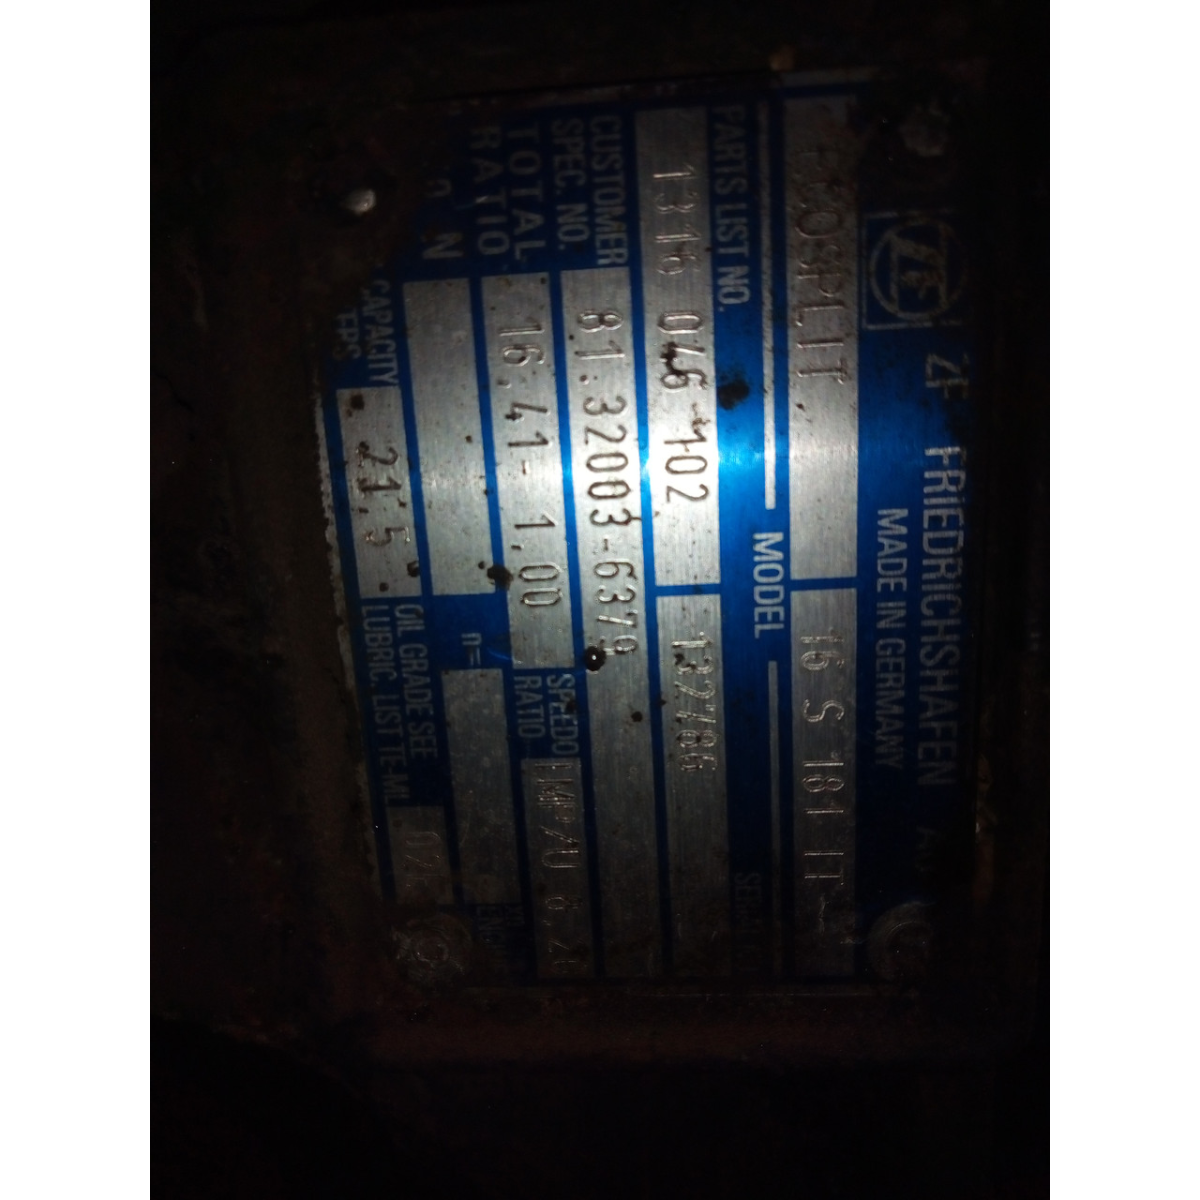 ZF FRIEDRICHSHAFEN
MADE IN GERMANY
MODEL
ECOSPLIT 16 S 181 IT
PARTS LIST NO.
1316 046 102 132786
CUSTOMER SPEC. NO. 81.32003-6379
TOTAL RATIO 16.41- 1.00 SPEEDO RATIO
N n=
CAPACITY 21.5 OIL GRADE SEE
LUBRIC. LIST TE-ML